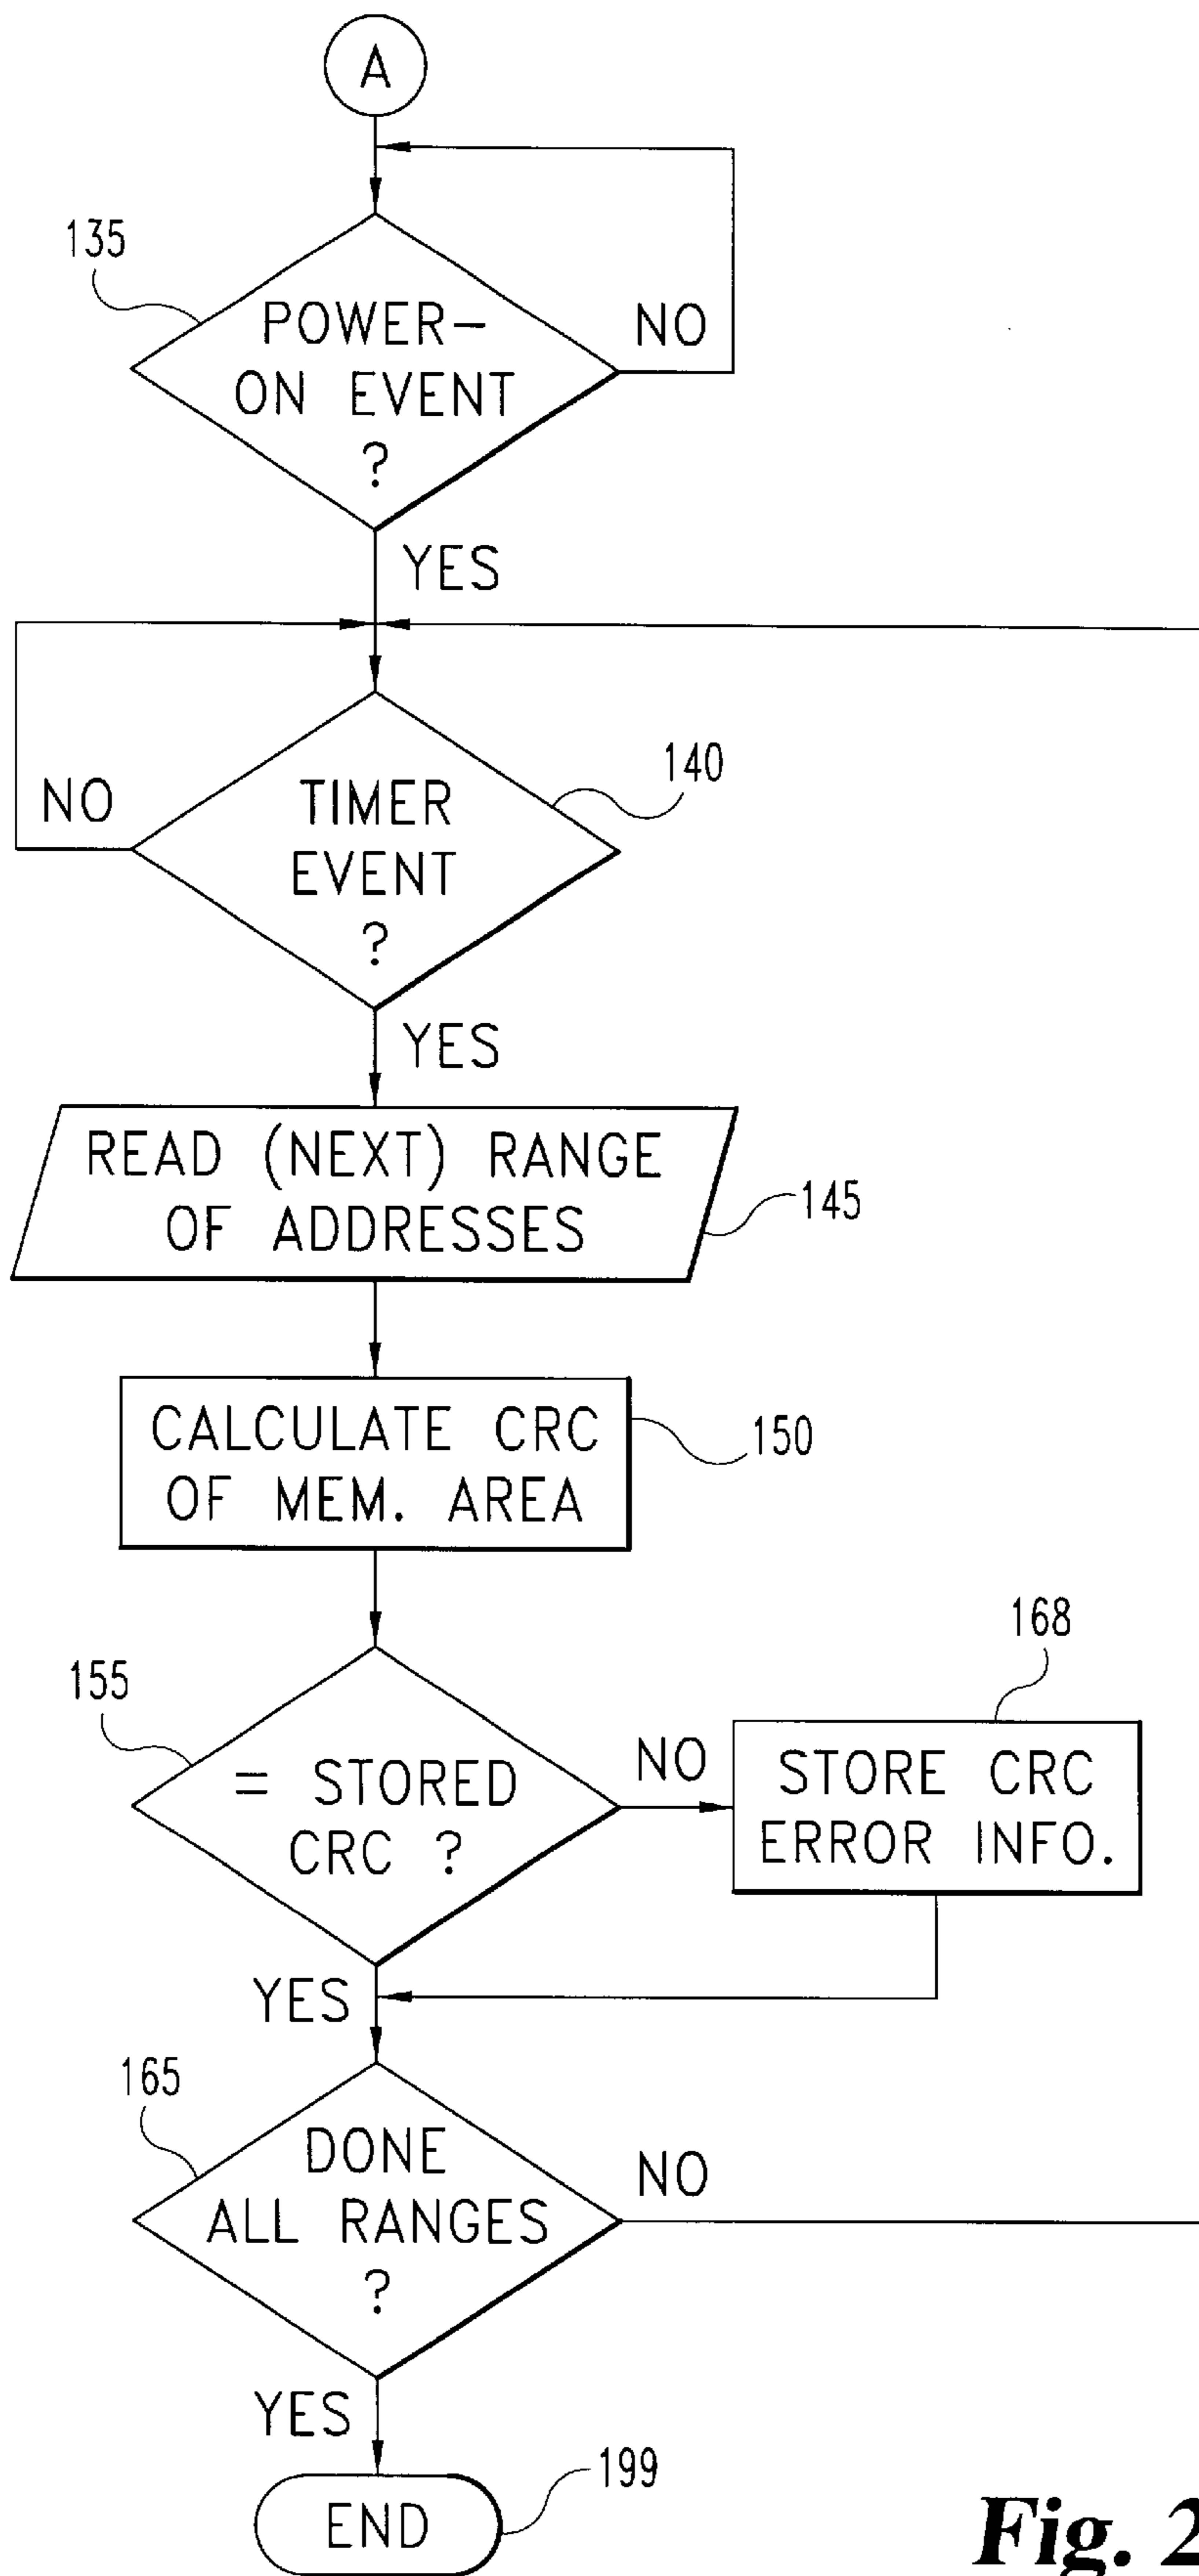 A
135
POWER-
ON EVENT
?
NO
YES
140
NO
TIMER
EVENT
?
YES
READ (NEXT) RANGE
OF ADDRESSES
145
CALCULATE CRC
OF MEM. AREA
150
155
= STORED
CRC ?
NO
168
STORE CRC
ERROR INFO.
YES
165
DONE
ALL RANGES
?
NO
YES
END
199
Fig. 2